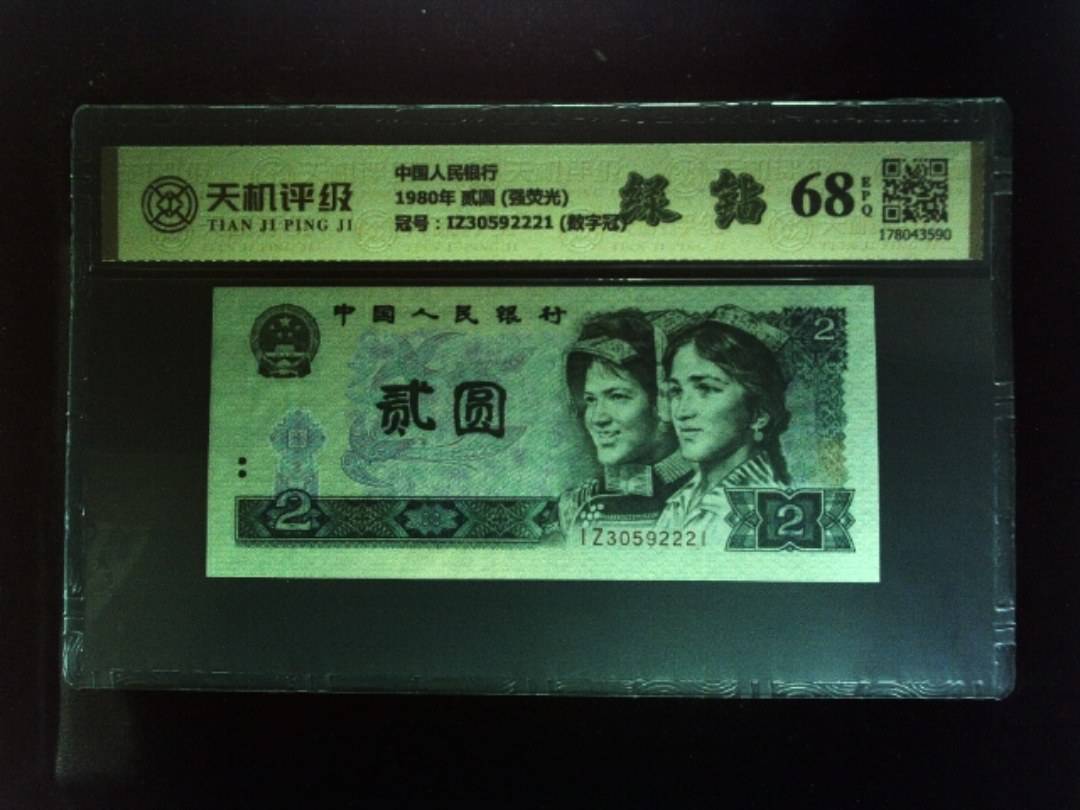 天机评级
TIAN JI PING JI
中国人民银行
1980年 贰圆 (强荧光)
冠号：IZ30592221 (数字冠)
绿 钻
68
EPQ
178043590
中国人民银行
2
贰圆
2
2
IZ30592221